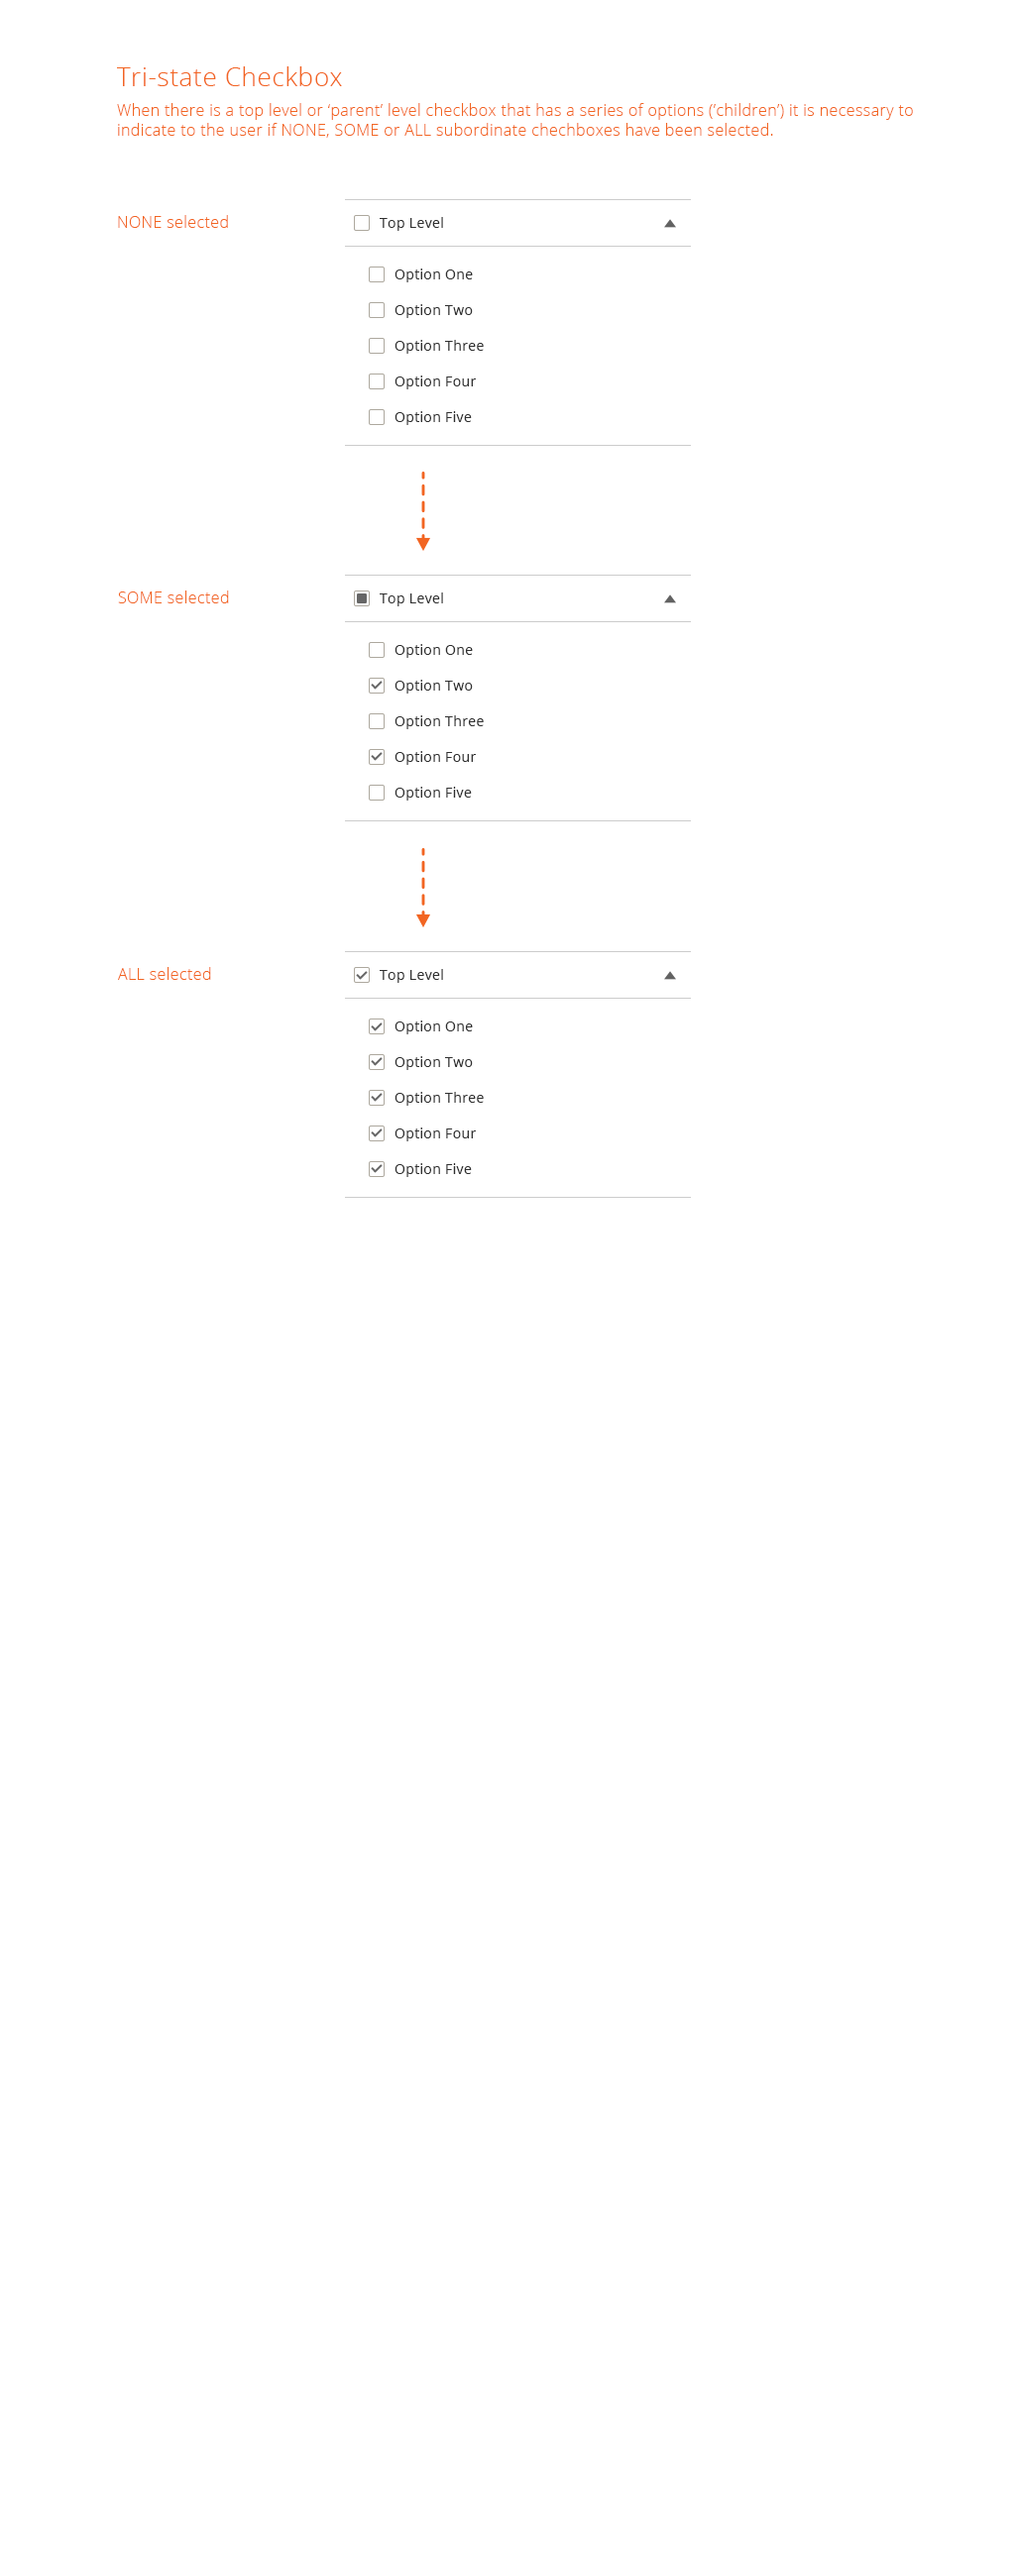 Tri-state Checkbox
When there is a top level or ‘parent’ level checkbox that has a series of options (‘children’) it is necessary to
indicate to the user if NONE, SOME or ALL subordinate chechboxes have been selected.
NONE selected
Top Level
Option One
Option Two
Option Three
Option Four
Option Five
SOME selected
Top Level
Option One
Option Two
Option Three
Option Four
Option Five
ALL selected
Top Level
Option One
Option Two
Option Three
Option Four
Option Five